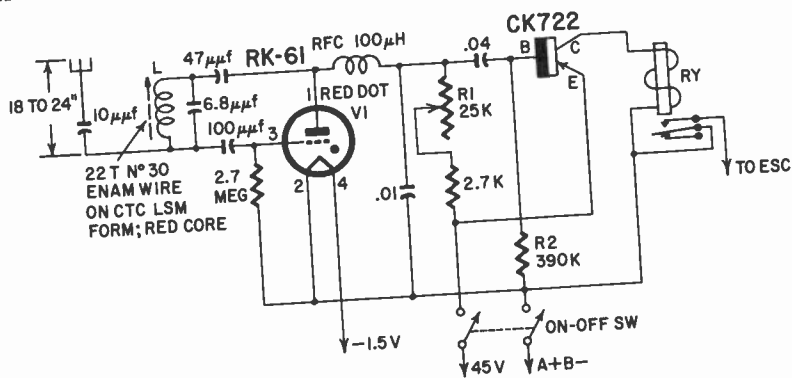 CK722
47μμf
RK-61
RFC 100μH
.04
B
C
E
RY
18 TO 24"
10μμf
L
6.8μμf
100μμf
1
RED DOT
V1
3
2
4
R1
25K
22 T Nº 30
ENAM WIRE
ON CTC LSM
FORM; RED CORE
2.7
MEG
.01
2.7K
TO ESC
R2
390K
ON-OFF SW
-1.5V
45V
A+B-